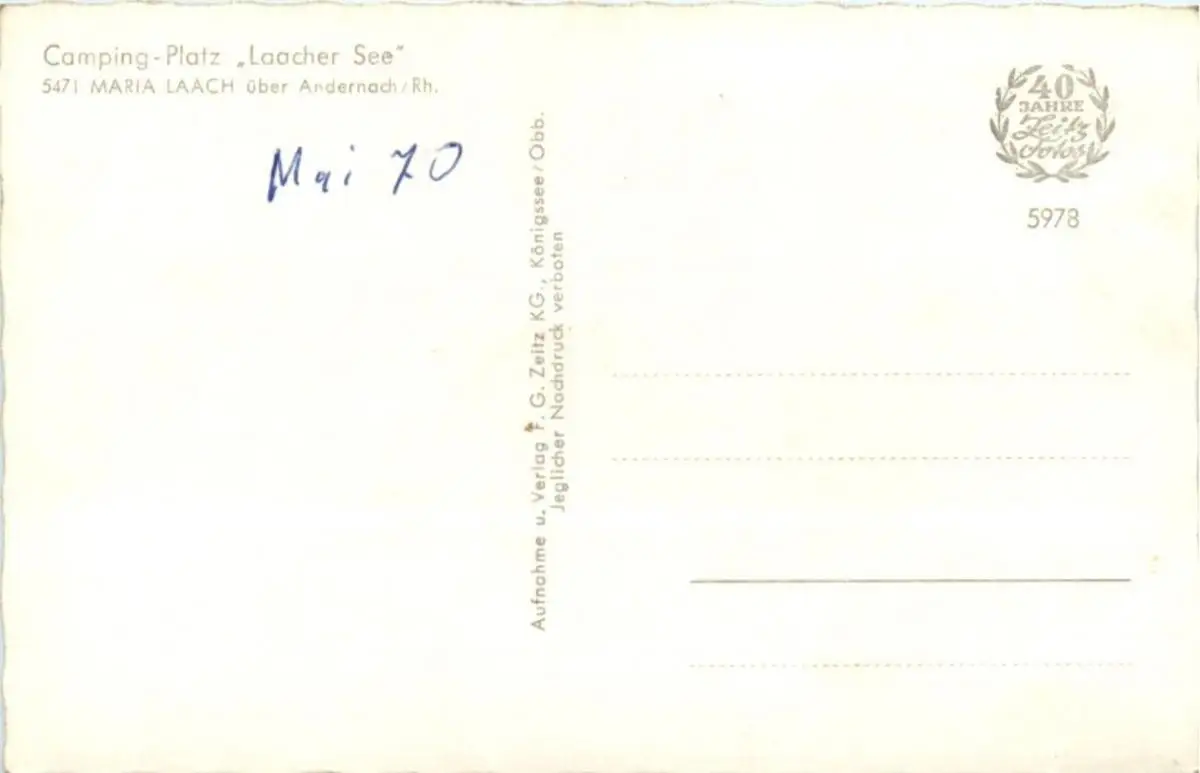 Camping-Platz „Laacher See"
5471 MARIA LAACH über Andernach/Rh.
Mai 70
Aufnahme u. Verlag F. G. Zeitz KG., Königssee/Obb.
Jeglicher Nachdruck verboten
40
JAHRE
Zeitz
Fotos
5978